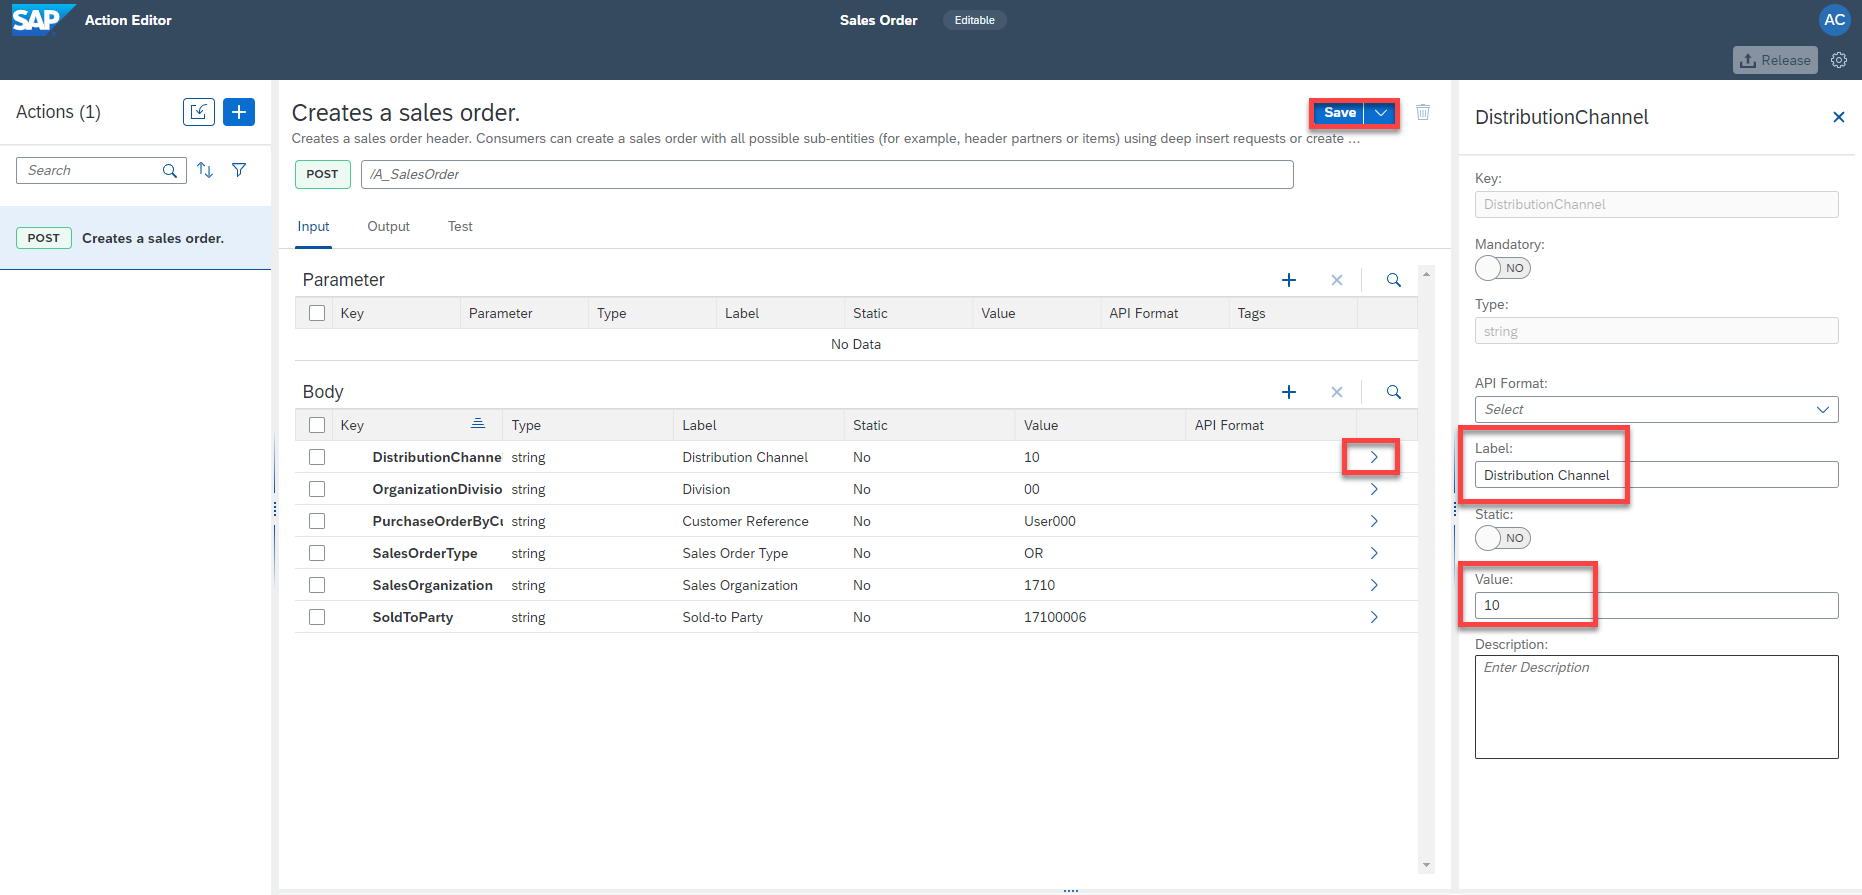 SAP Action Editor
Sales Order Editable
AC
Release
Actions (1)
Search
POST Creates a sales order.
Creates a sales order.
Save
Creates a sales order header. Consumers can create a sales order with all possible sub-entities (for example, header partners or items) using deep insert requests or create ...
POST /A_SalesOrder
Input Output Test
Parameter
Key Parameter Type Label Static Value API Format Tags
No Data
Body
Key Type Label Static Value API Format
DistributionChanne string Distribution Channel No 10
OrganizationDivisio string Division No 00
PurchaseOrderByCu string Customer Reference No User000
SalesOrderType string Sales Order Type No OR
SalesOrganization string Sales Organization No 1710
SoldToParty string Sold-to Party No 17100006
DistributionChannel
Key:
DistributionChannel
Mandatory:
NO
Type:
string
API Format:
Select
Label:
Distribution Channel
Static:
NO
Value:
10
Description:
Enter Description